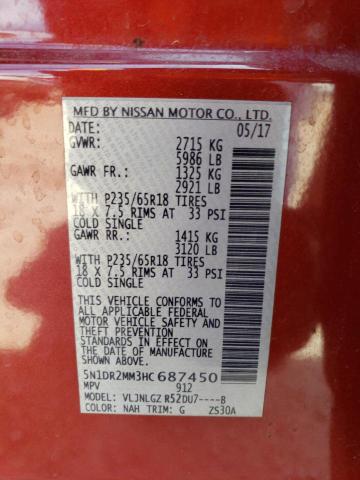 MFD BY NISSAN MOTOR CO., LTD.
DATE: 05/17
GVWR: 2715 KG
5986 LB
GAWR FR.: 1325 KG
2921 LB
WITH P235/65R18 TIRES
18 X 7.5 RIMS AT 33 PSI
COLD SINGLE
GAWR RR.: 1415 KG
3120 LB
WITH P235/65R18 TIRES
18 X 7.5 RIMS AT 33 PSI
COLD SINGLE
THIS VEHICLE CONFORMS TO
ALL APPLICABLE FEDERAL
MOTOR VEHICLE SAFETY
STANDARDS IN EFFECT ON
THE DATE OF MANUFACTURE
SHOWN ABOVE.
5N1DR2MM3HC687450
MPV 912
MODEL: VLJNLGZ R52DU7----B
COLOR: NAH TRIM: G ZS30A